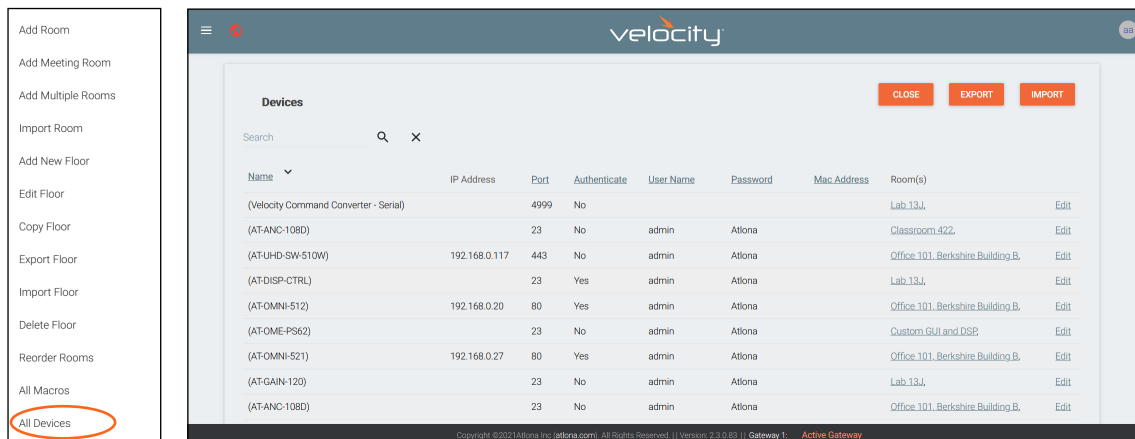 Add Room
Add Meeting Room
Add Multiple Rooms
Import Room
Add New Floor
Edit Floor
Copy Floor
Export Floor
Import Floor
Delete Floor
Reorder Rooms
All Macros
All Devices
velocity
aa
Devices
CLOSE EXPORT IMPORT
Search
Name IP Address Port Authenticate User Name Password Mac Address Room(s)
(Velocity Command Converter - Serial) 4999 No Lab 13J, Edit
(AT-ANC-108D) 23 No admin Atlona Classroom 422, Edit
(AT-UHD-SW-510W) 192.168.0.117 443 No admin Atlona Office 101, Berkshire Building B, Edit
(AT-DISP-CTRL) 23 Yes admin Atlona Lab 13J, Edit
(AT-OMNI-512) 192.168.0.20 80 Yes admin Atlona Office 101, Berkshire Building B, Edit
(AT-OME-PS62) 23 No admin Atlona Custom GUI and DSP, Edit
(AT-OMNI-521) 192.168.0.27 80 Yes admin Atlona Office 101, Berkshire Building B, Edit
(AT-GAIN-120) 23 No admin Atlona Lab 13J, Edit
(AT-ANC-108D) 23 No admin Atlona Office 101, Berkshire Building B, Edit
Copyright ©2021Atlona Inc (atlona.com). All Rights Reserved. | | Version: 2.3.0.83 | | Gateway 1: Active Gateway